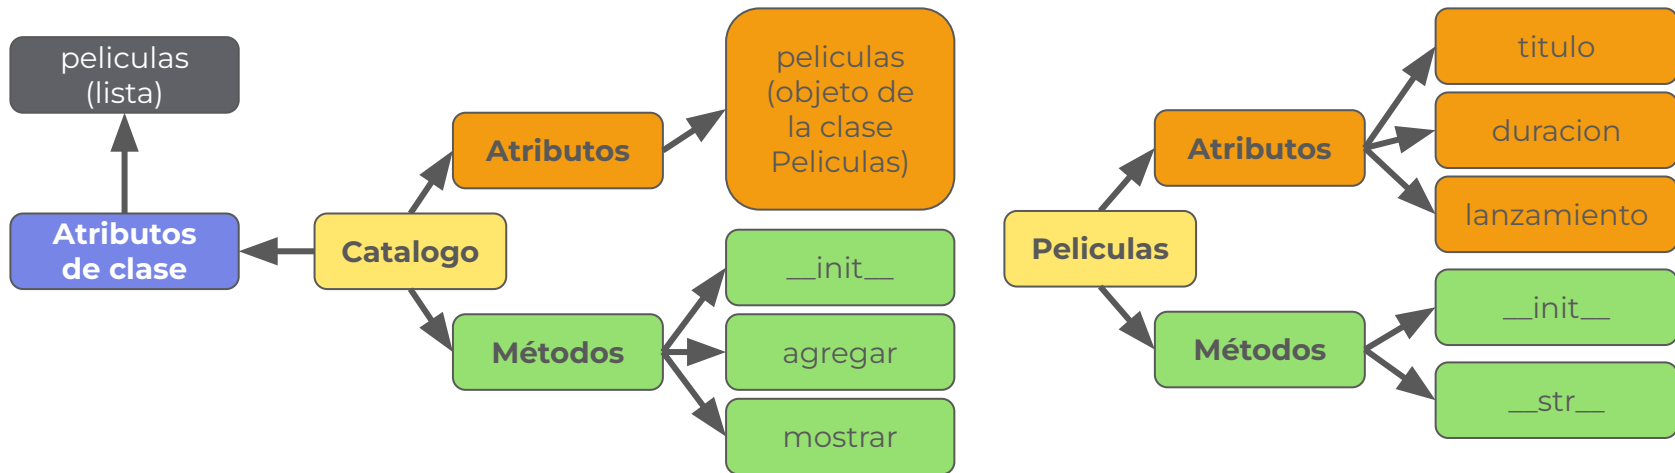 peliculas
(lista)
Atributos
de clase
Catalogo
Atributos
peliculas
(objeto de
la clase
Peliculas)
Métodos
__init__
agregar
mostrar
Peliculas
Atributos
titulo
duracion
lanzamiento
Métodos
__init__
__str__